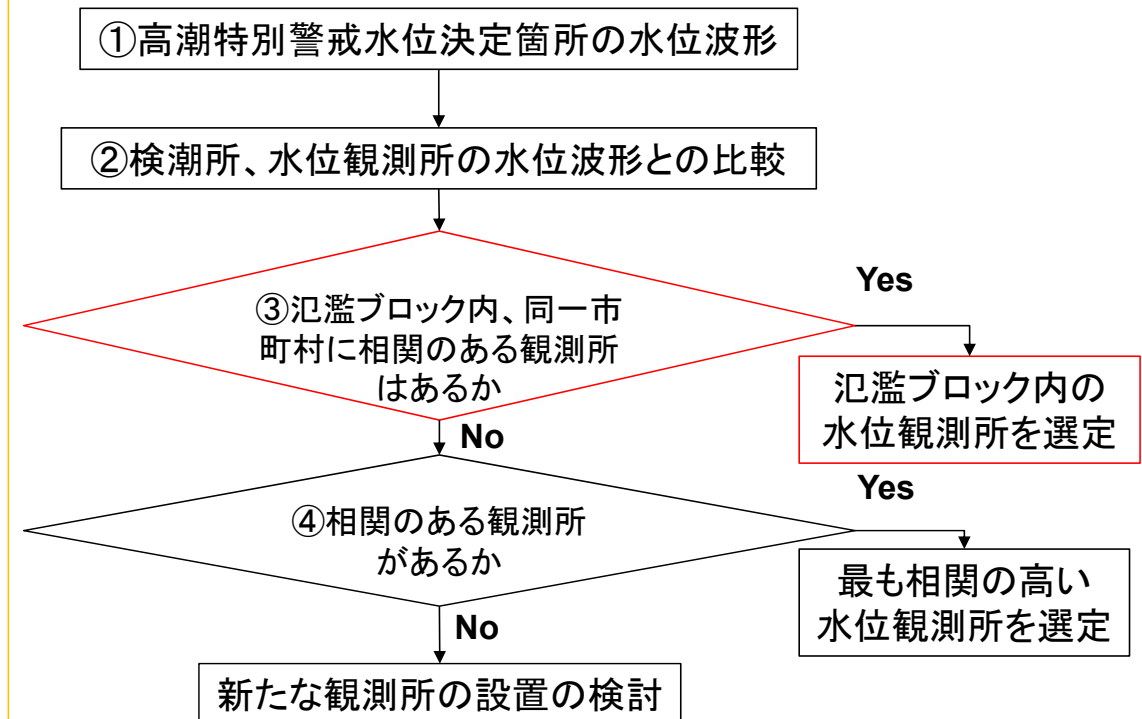 ①高潮特別警戒水位決定箇所の水位波形
②検潮所、水位観測所の水位波形との比較
③氾濫ブロック内、同一市
町村に相関のある観測所
はあるか
Yes
氾濫ブロック内の
水位観測所を選定
No
④相関のある観測所
があるか
Yes
最も相関の高い
水位観測所を選定
No
新たな観測所の設置の検討